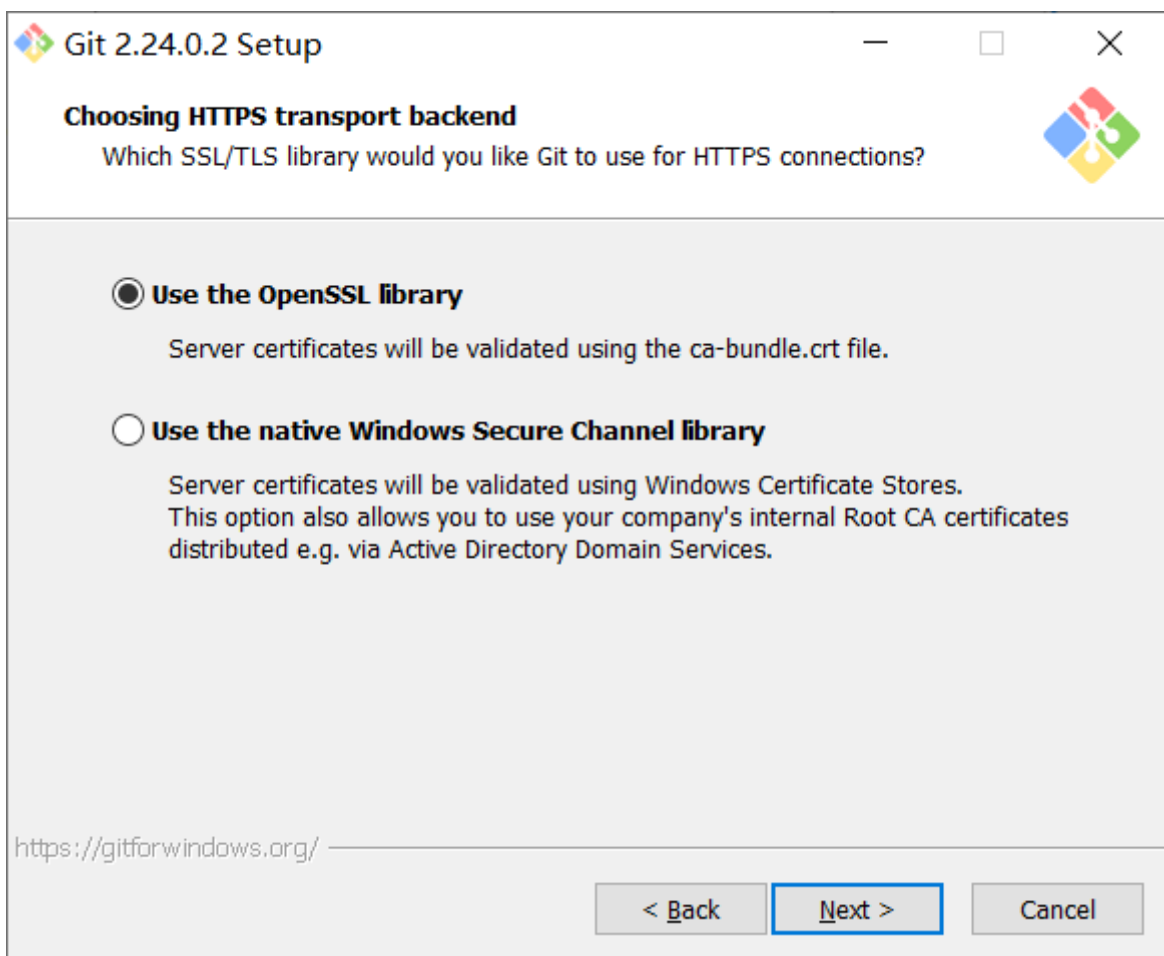 Git 2.24.0.2 Setup
Choosing HTTPS transport backend
Which SSL/TLS library would you like Git to use for HTTPS connections?
Use the OpenSSL library
Server certificates will be validated using the ca-bundle.crt file.
Use the native Windows Secure Channel library
Server certificates will be validated using Windows Certificate Stores.
This option also allows you to use your company's internal Root CA certificates
distributed e.g. via Active Directory Domain Services.
https://gitforwindows.org/
< Back Next > Cancel